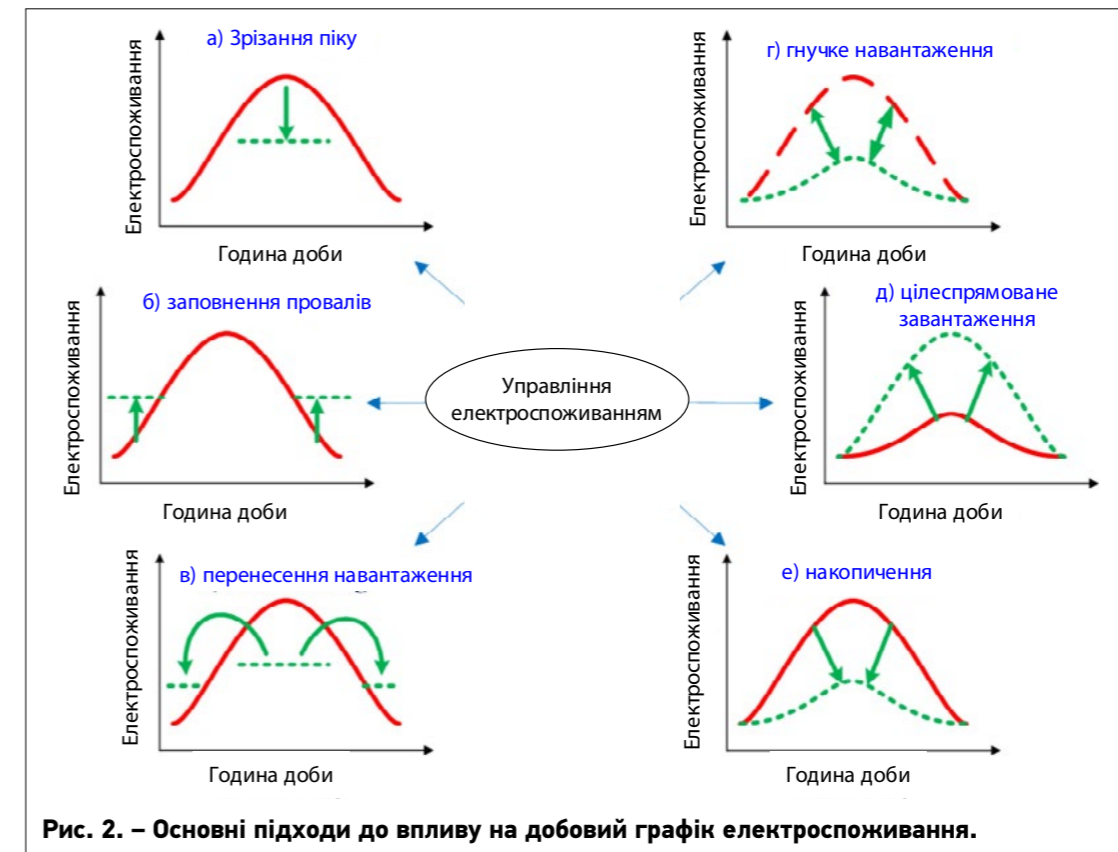 а) Зрізання піку
Електроспоживання
Година доби
г) гнучке навантаження
Електроспоживання
Година доби
б) заповнення провалів
Електроспоживання
Година доби
Управління
електроспоживанням
д) цілеспрямоване
завантаження
Електроспоживання
Година доби
в) перенесення навантаження
Електроспоживання
Година доби
е) накопичення
Електроспоживання
Година доби
Рис. 2. – Основні підходи до впливу на добовий графік електроспоживання.